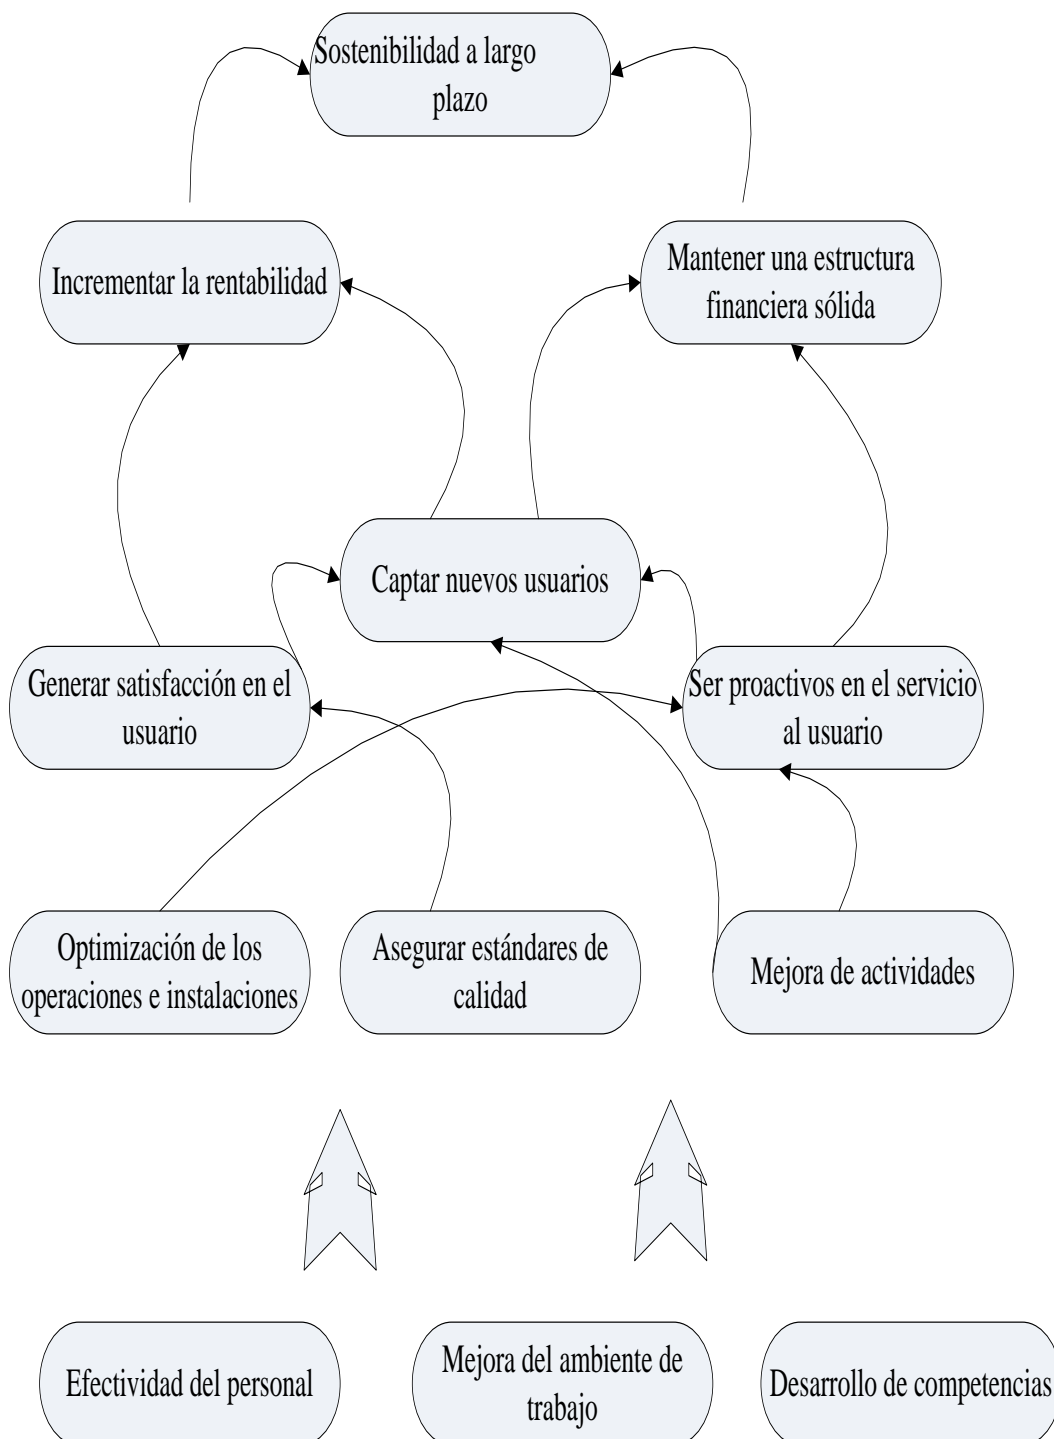 Sostenibilidad a largo
plazo
Incrementar la rentabilidad
Mantener una estructura
financiera sólida
Captar nuevos usuarios
Generar satisfacción en el
usuario
Ser proactivos en el servicio
al usuario
Optimización de los
operaciones e instalaciones
Asegurar estándares de
calidad
Mejora de actividades
Efectividad del personal
Mejora del ambiente de
trabajo
Desarrollo de competencias